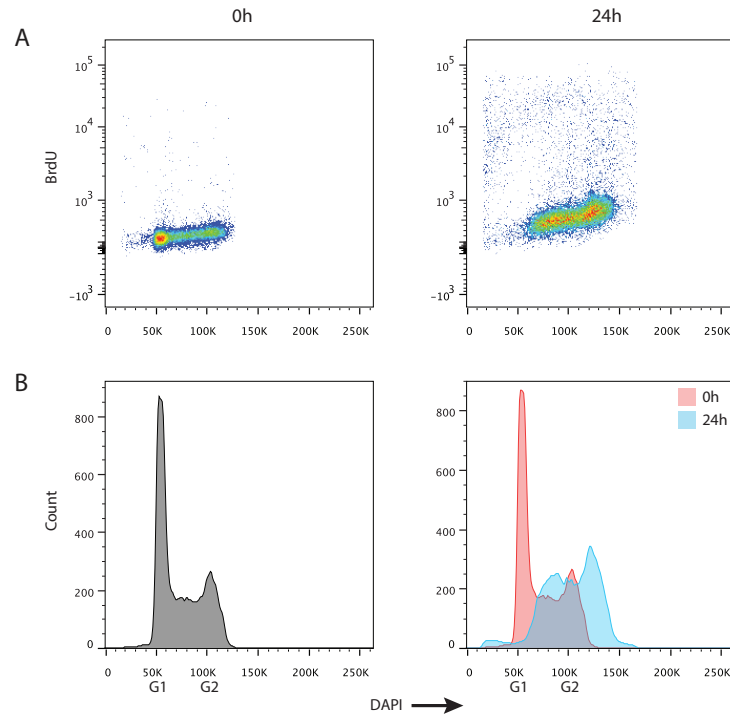 0h 24h
A
10^5 10^5
10^4 10^4
BrdU
10^3 10^3
-10^3 -10^3
0 50K 100K 150K 200K 250K 0 50K 100K 150K 200K 250K
B
800 800
0h
24h
600 600
Count
400 400
200 200
0 0
0 50K 100K 150K 200K 250K 0 50K 100K 150K 200K 250K
G1 G2 G1 G2
DAPI